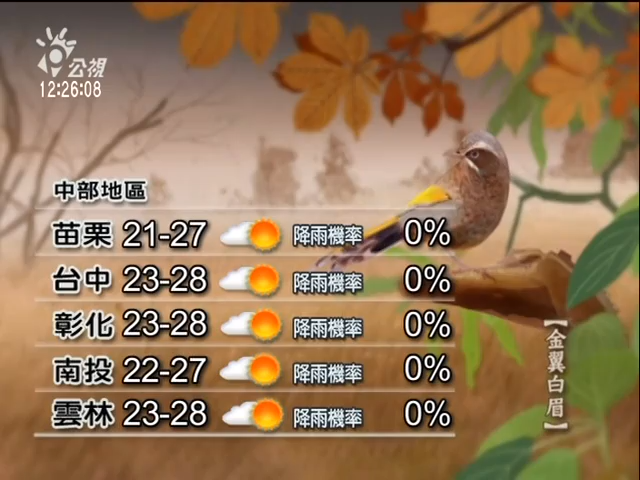 公視
12:26:08
中部地區
苗栗 21-27 降雨機率 0%
台中 23-28 降雨機率 0%
彰化 23-28 降雨機率 0%
南投 22-27 降雨機率 0%
雲林 23-28 降雨機率 0%
【金翼白眉】